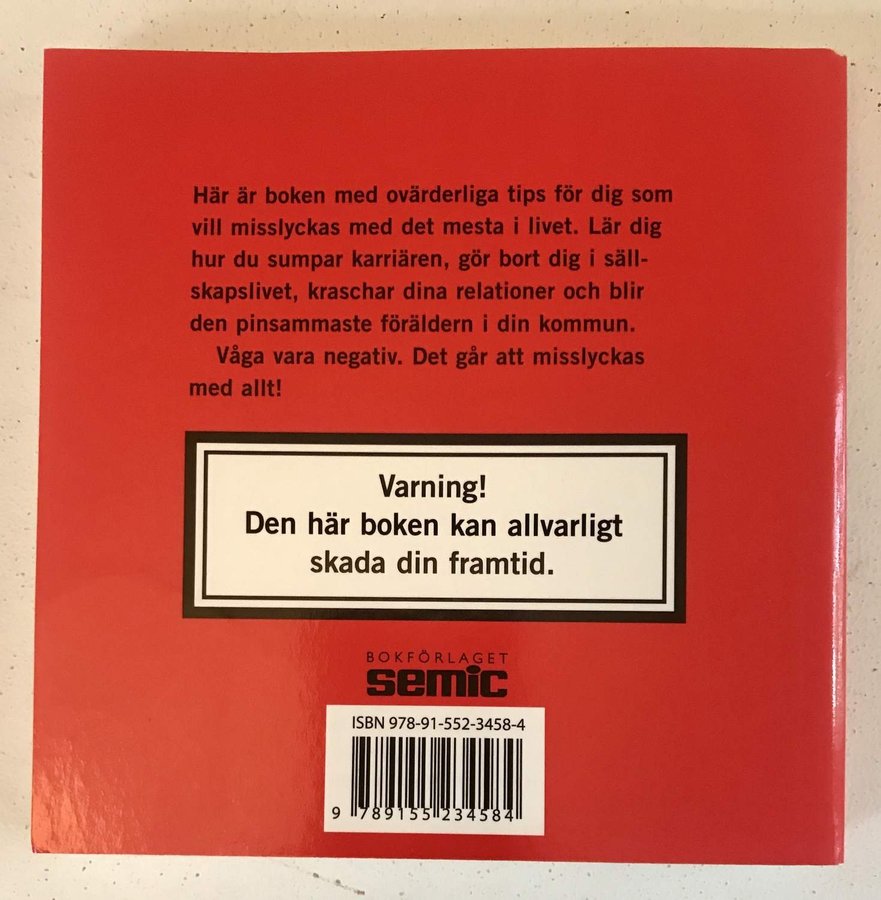 Här är boken med ovärderliga tips för dig som
vill misslyckas med det mesta i livet. Lär dig
hur du sumpar karriären, gör bort dig i säll-
skapslivet, kraschar dina relationer och blir
den pinsammaste föräldern i din kommun.
Våga vara negativ. Det går att misslyckas
med allt!
Varning!
Den här boken kan allvarligt
skada din framtid.
BOKFÖRLAGET
semic
ISBN 978-91-552-3458-4
9 789155 234584